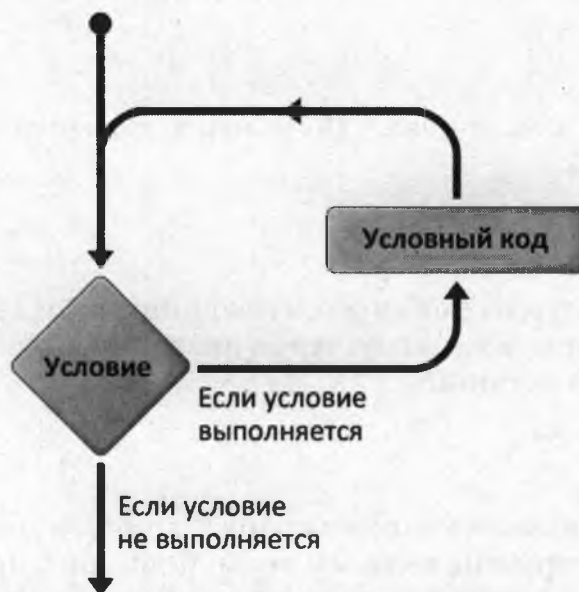 Условный код
Условие
Если условие
выполняется
Если условие
не выполняется